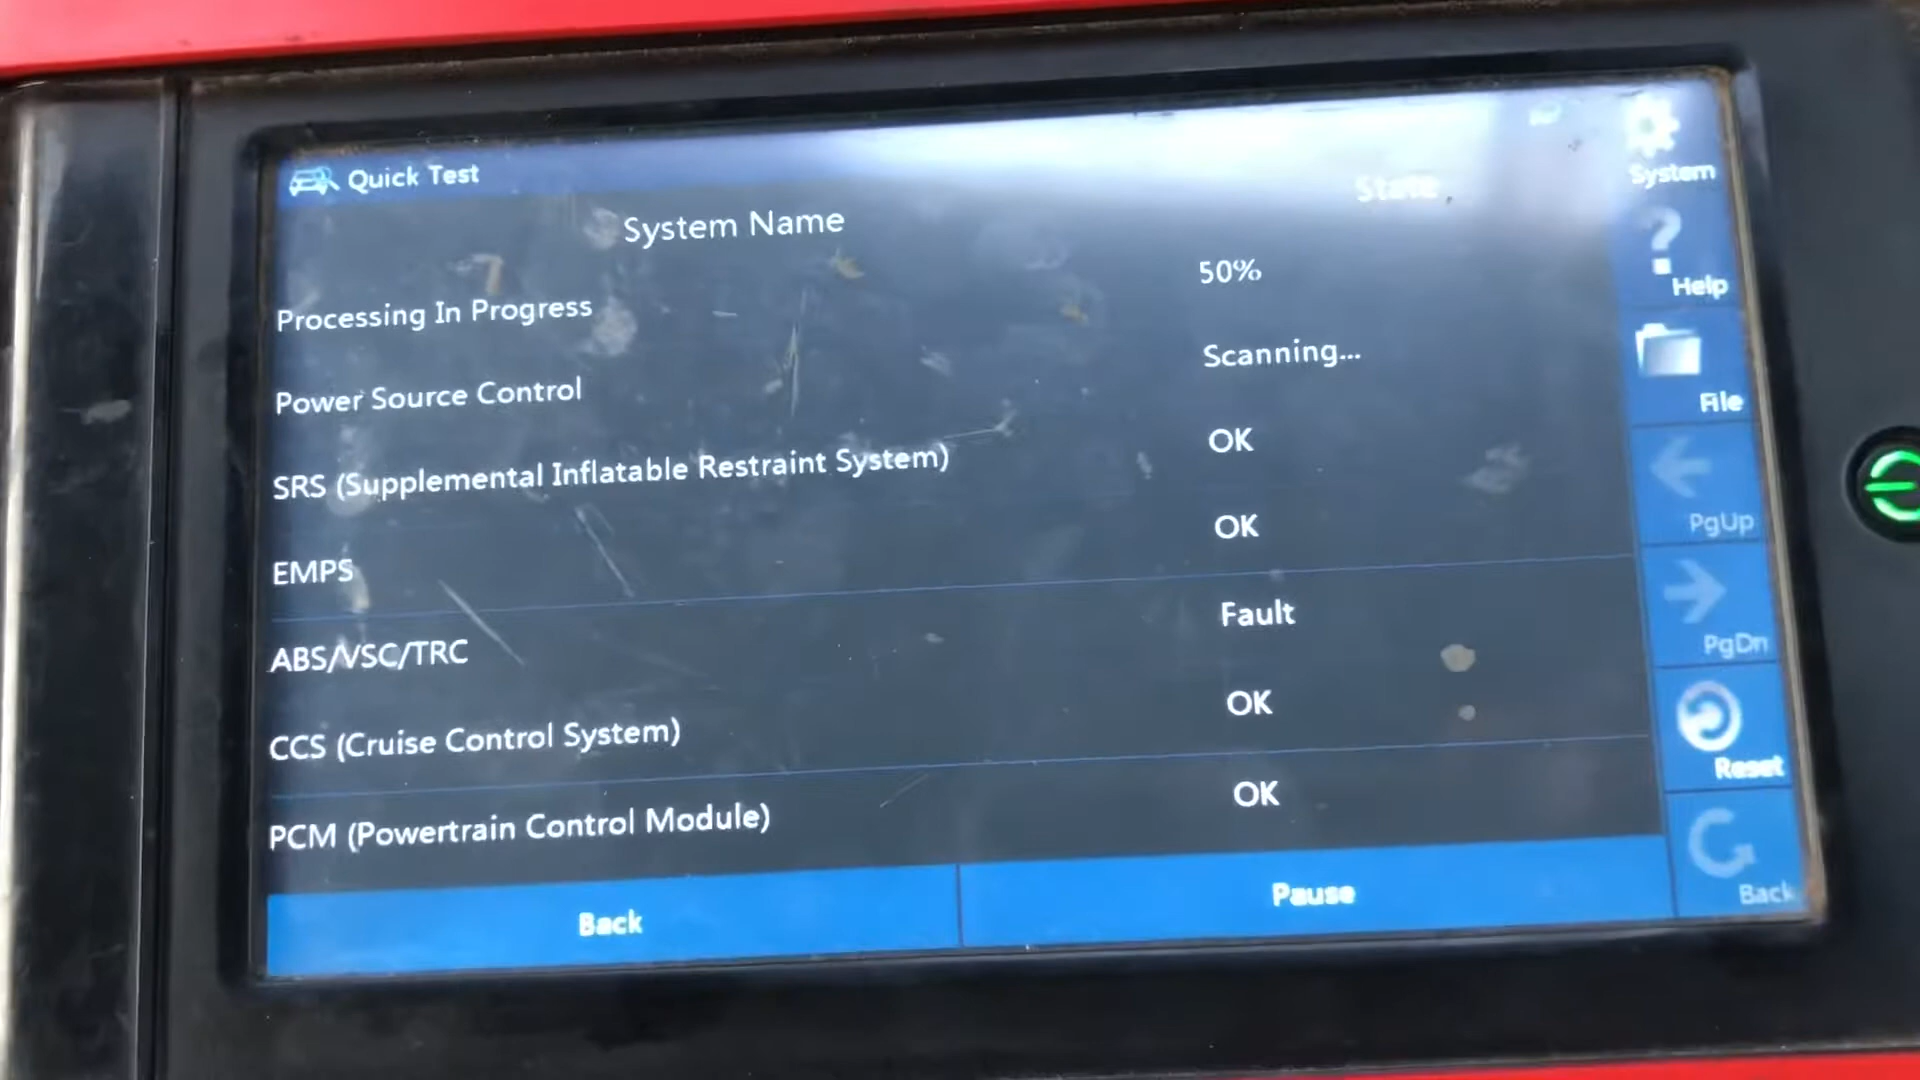 Quick Test
System Name State
Processing In Progress 50%
Power Source Control Scanning...
SRS (Supplemental Inflatable Restraint System) OK
EMPS OK
ABS/VSC/TRC Fault
CCS (Cruise Control System) OK
PCM (Powertrain Control Module) OK
Back Pause
System
Help
File
PgUp
PgDn
Reset
Back